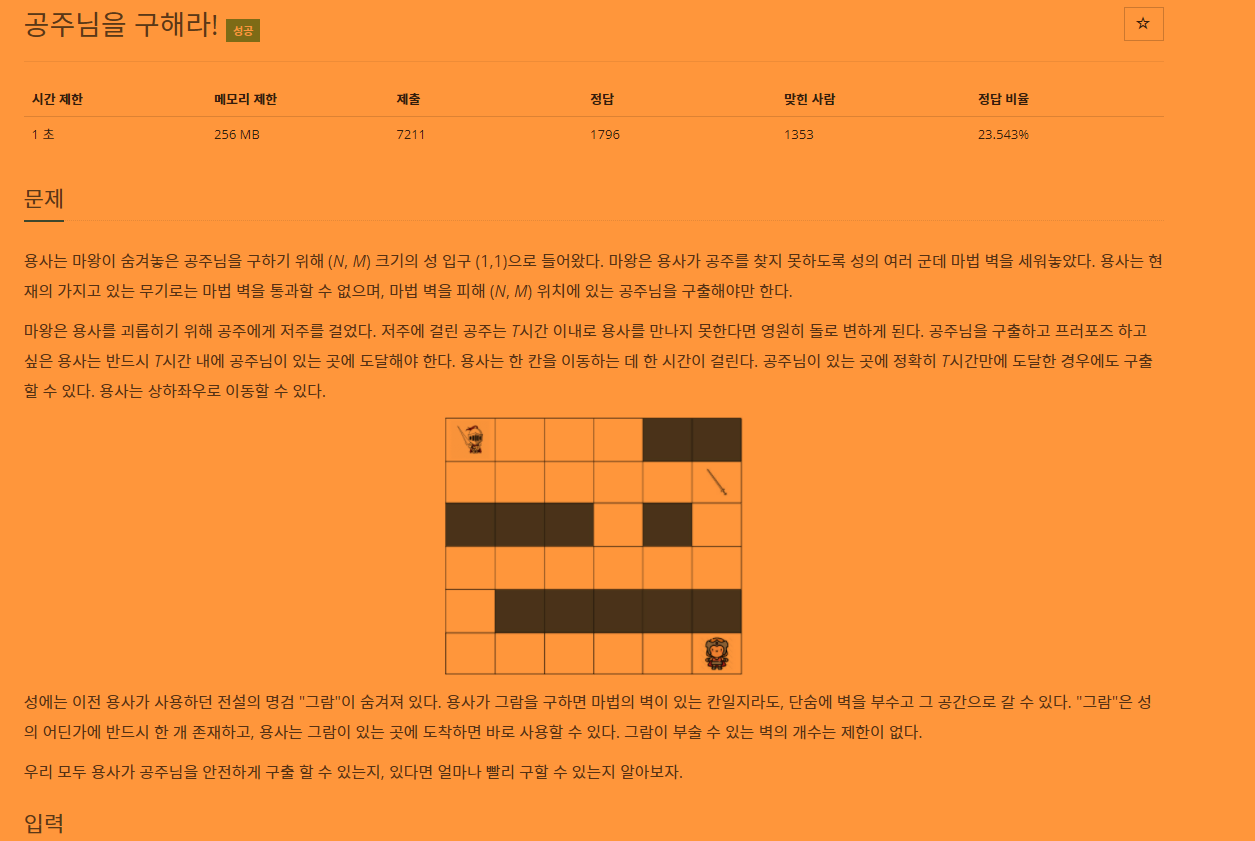 공주님을 구해라! 성공
☆
시간 제한 메모리 제한 제출 정답 맞힌 사람 정답 비율
1 초 256 MB 7211 1796 1353 23.543%
문제
용사는 마왕이 숨겨놓은 공주님을 구하기 위해 (N, M) 크기의 성 입구 (1,1)으로 들어왔다. 마왕은 용사가 공주를 찾지 못하도록 성의 여러 군데 마법 벽을 세워놓았다. 용사는 현
재의 가지고 있는 무기로는 마법 벽을 통과할 수 없으며, 마법 벽을 피해 (N, M) 위치에 있는 공주님을 구출해야만 한다.
마왕은 용사를 괴롭히기 위해 공주에게 저주를 걸었다. 저주에 걸린 공주는 T시간 이내로 용사를 만나지 못한다면 영원히 돌로 변하게 된다. 공주님을 구출하고 프러포즈 하고
싶은 용사는 반드시 T시간 내에 공주님이 있는 곳에 도달해야 한다. 용사는 한 칸을 이동하는 데 한 시간이 걸린다. 공주님이 있는 곳에 정확히 T시간만에 도달한 경우에도 구출
할 수 있다. 용사는 상하좌우로 이동할 수 있다.
성에는 이전 용사가 사용하던 전설의 명검 "그람"이 숨겨져 있다. 용사가 그람을 구하면 마법의 벽이 있는 칸일지라도, 단숨에 벽을 부수고 그 공간으로 갈 수 있다. "그람"은 성
의 어딘가에 반드시 한 개 존재하고, 용사는 그람이 있는 곳에 도착하면 바로 사용할 수 있다. 그람이 부술 수 있는 벽의 개수는 제한이 없다.
우리 모두 용사가 공주님을 안전하게 구출 할 수 있는지, 있다면 얼마나 빨리 구할 수 있는지 알아보자.
입력